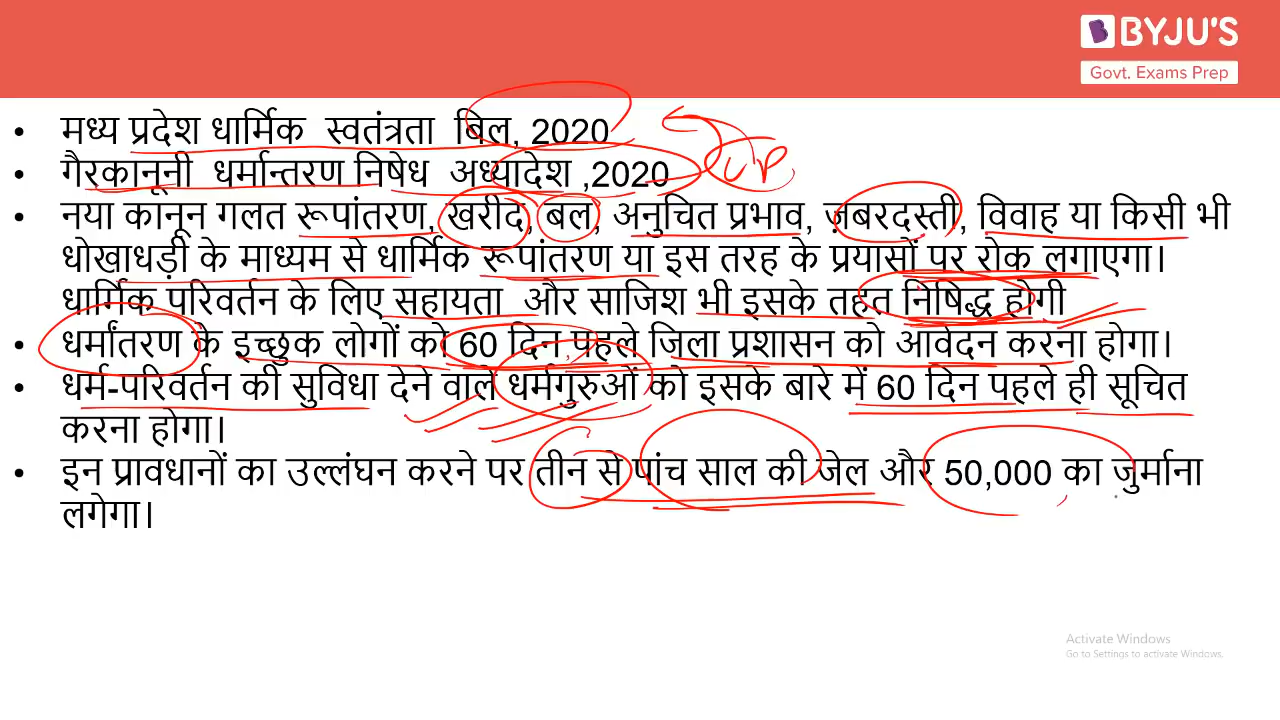 BYJU'S
Govt. Exams Prep
• मध्य प्रदेश धार्मिक स्वतंत्रता बिल, 2020
• गैरकानूनी धर्मान्तरण निषेध अध्यादेश ,2020
UP
• नया कानून गलत रूपांतरण, खरीद, बल, अनुचित प्रभाव, ज़बरदस्ती, विवाह या किसी भी
धोखाधड़ी के माध्यम से धार्मिक रूपांतरण या इस तरह के प्रयासों पर रोक लगाएगा।
धार्मिक परिवर्तन के लिए सहायता और साजिश भी इसके तहत निषिद्ध होगी
• धर्मांतरण के इच्छुक लोगों को 60 दिन पहले जिला प्रशासन को आवेदन करना होगा।
• धर्म-परिवर्तन की सुविधा देने वाले धर्मगुरुओं को इसके बारे में 60 दिन पहले ही सूचित
करना होगा।
• इन प्रावधानों का उल्लंघन करने पर तीन से पांच साल की जेल और 50,000 का जुर्माना
लगेगा।
Activate Windows
Go to Settings to activate Windows.